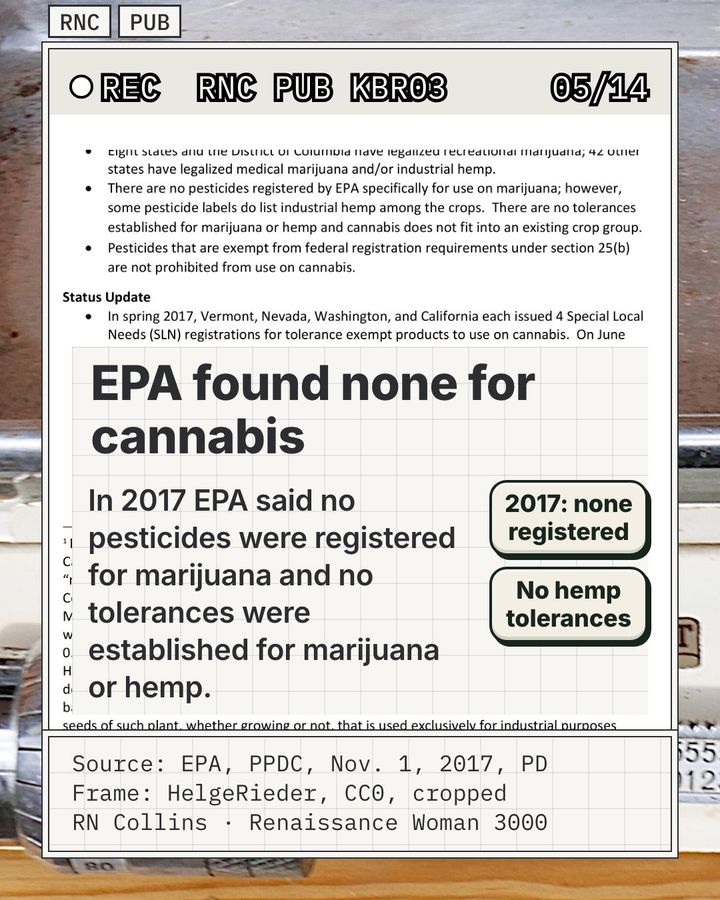 RNC PUB
REC RNC PUB KBR03 05/14
• Eight states and the District of Columbia have legalized recreational marijuana; 42 other
states have legalized medical marijuana and/or industrial hemp.
• There are no pesticides registered by EPA specifically for use on marijuana; however,
some pesticide labels do list industrial hemp among the crops. There are no tolerances
established for marijuana or hemp and cannabis does not fit into an existing crop group.
• Pesticides that are exempt from federal registration requirements under section 25(b)
are not prohibited from use on cannabis.
Status Update
• In spring 2017, Vermont, Nevada, Washington, and California each issued 4 Special Local
Needs (SLN) registrations for tolerance exempt products to use on cannabis. On June
EPA found none for
cannabis
In 2017 EPA said no
pesticides were registered
for marijuana and no
tolerances were
established for marijuana
or hemp.
2017: none
registered
No hemp
tolerances
seeds of such plant, whether growing or not, that is used exclusively for industrial purposes
Source: EPA, PPDC, Nov. 1, 2017, PD
Frame: HelgeRieder, CC0, cropped
RN Collins · Renaissance Woman 3000
80